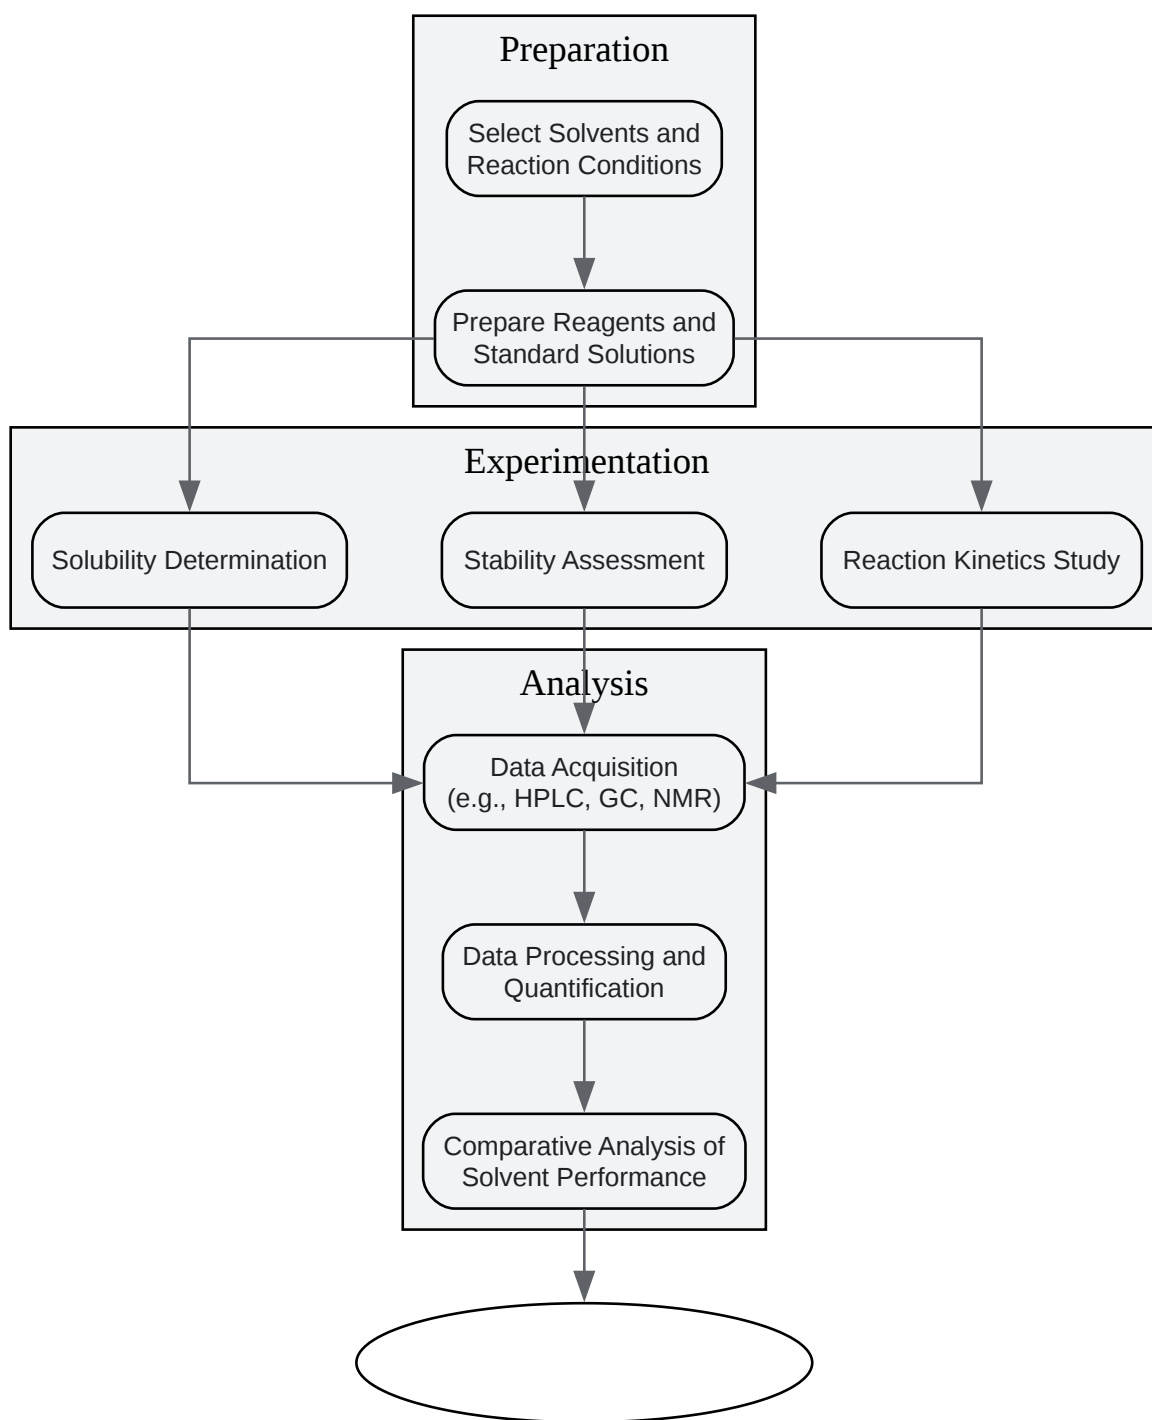 Preparation
Select Solvents and
Reaction Conditions
Prepare Reagents and
Standard Solutions
Experimentation
Solubility Determination
Stability Assessment
Reaction Kinetics Study
Analysis
Data Acquisition
(e.g., HPLC, GC, NMR)
Data Processing and
Quantification
Comparative Analysis of
Solvent Performance